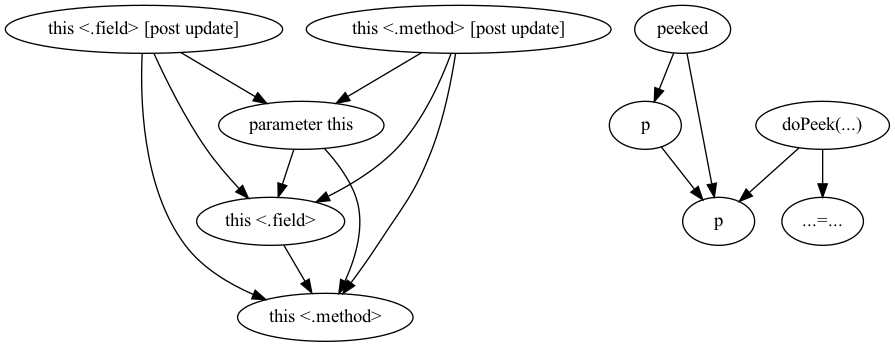 this <.field> [post update]
this <.method> [post update]
peeked
parameter this
p
doPeek(...)
this <.field>
p
...=...
this <.method>